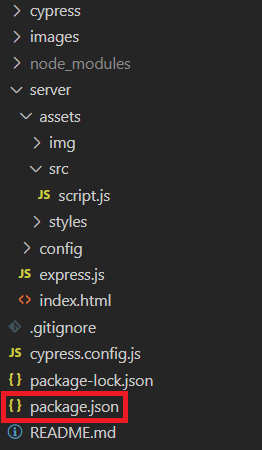 cypress
images
node_modules
server
assets
img
src
JS script.js
styles
config
JS express.js
<> index.html
.gitignore
cypress.config.js
{} package-lock.json
{} package.json
README.md